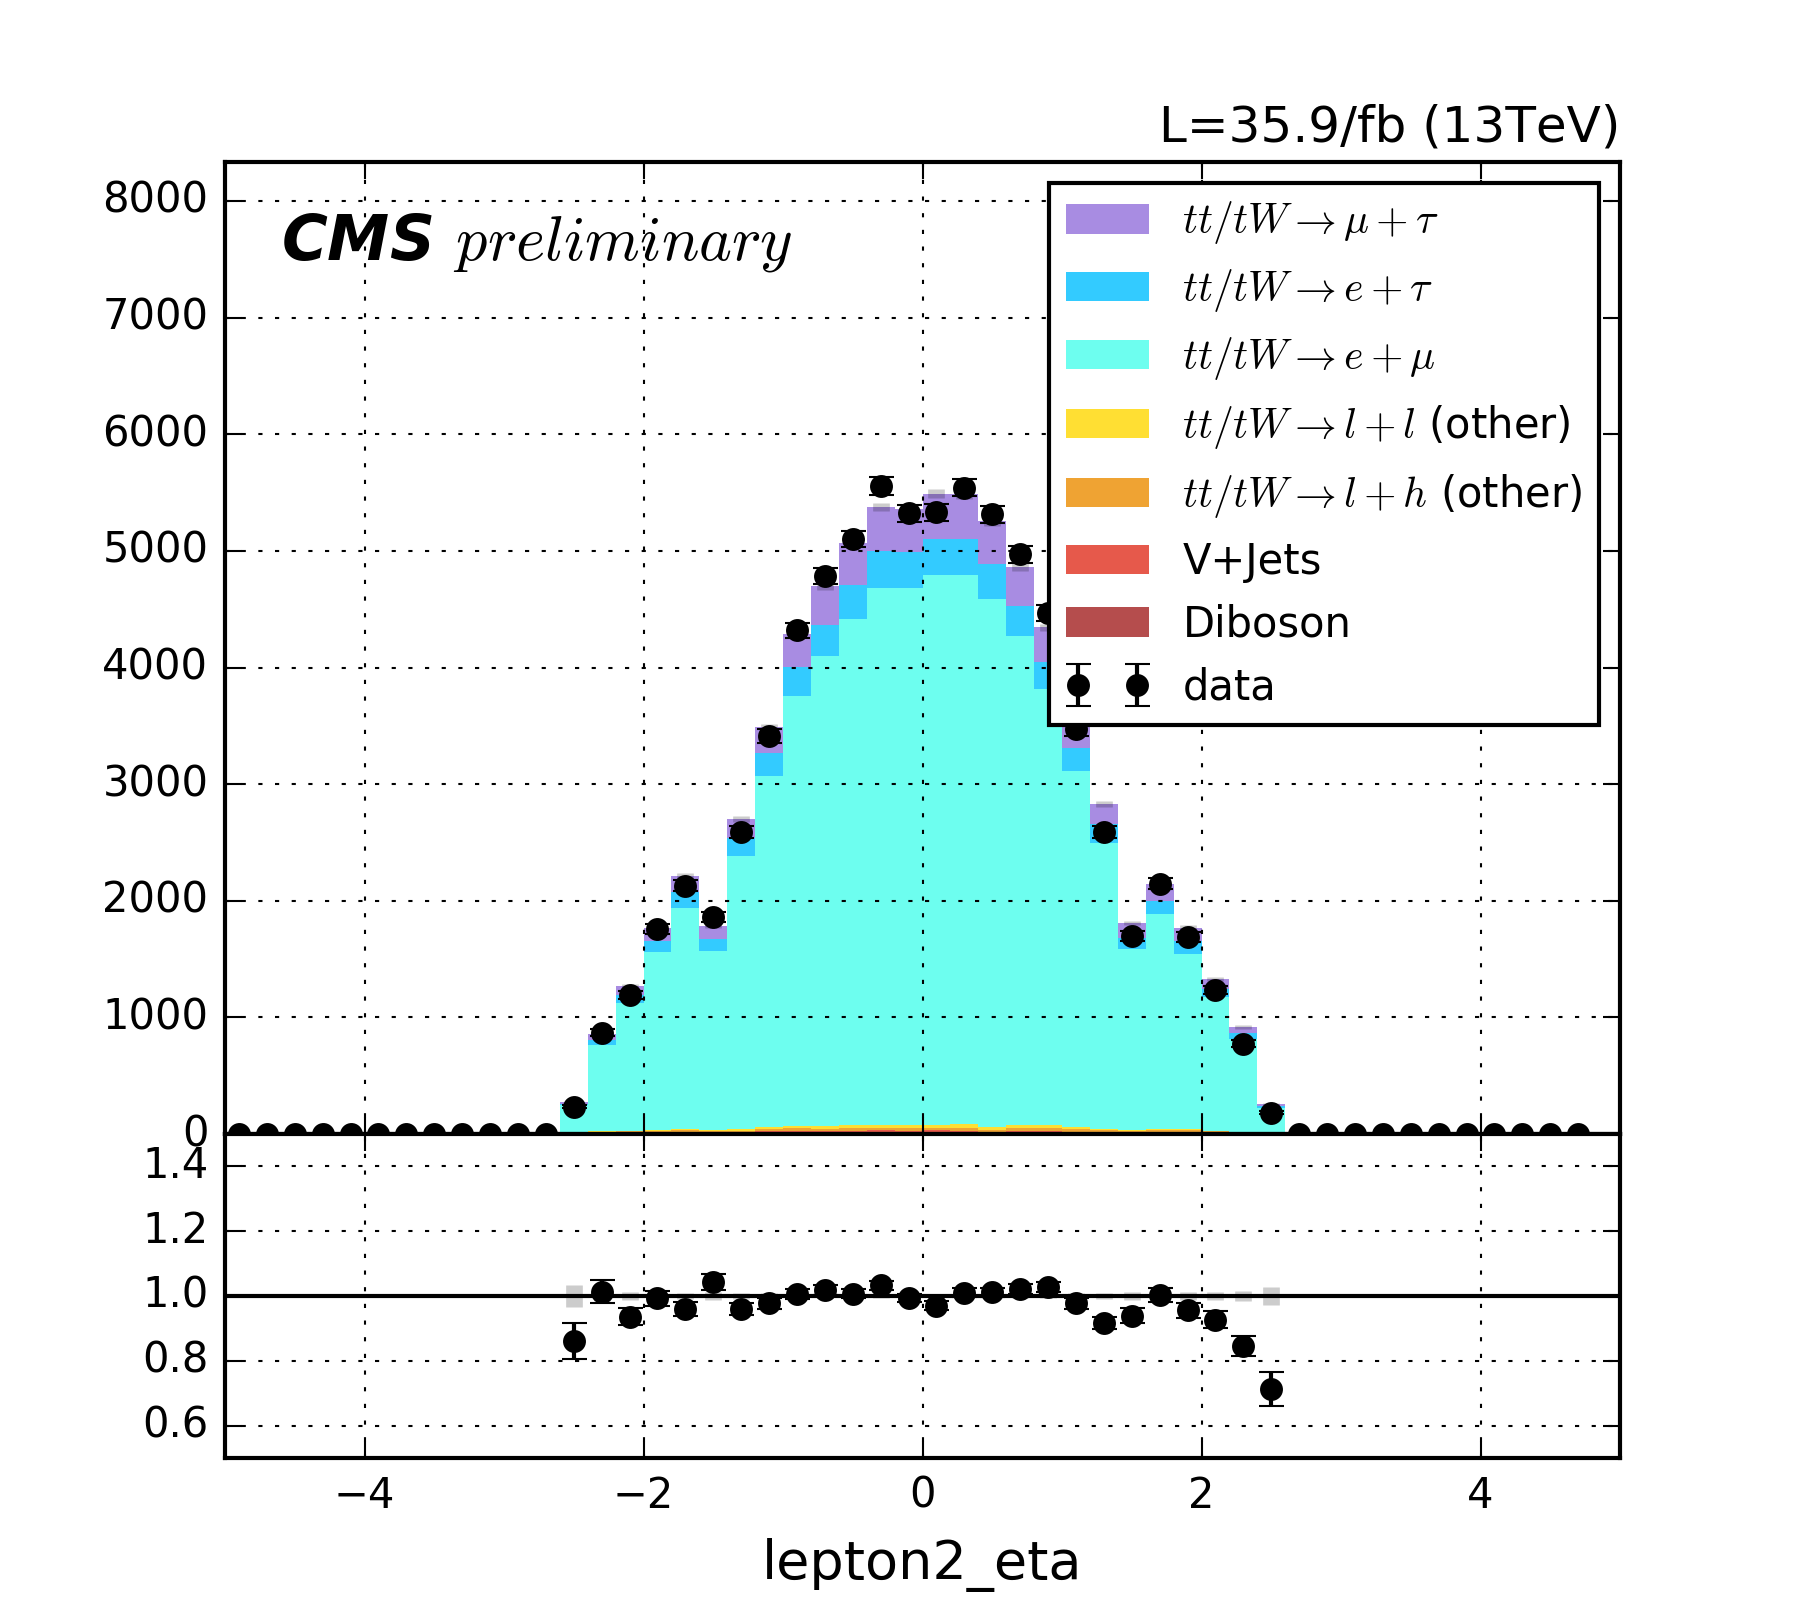 L=35.9/fb (13TeV)
CMS preliminary
8000
7000
6000
5000
4000
3000
2000
1000
0
tt/tW→μ+τ
tt/tW→e+τ
tt/tW→e+μ
tt/tW→l+l (other)
tt/tW→l+h (other)
V+Jets
Diboson
data
1.4
1.2
1.0
0.8
0.6
−4 −2 0 2 4
lepton2_eta